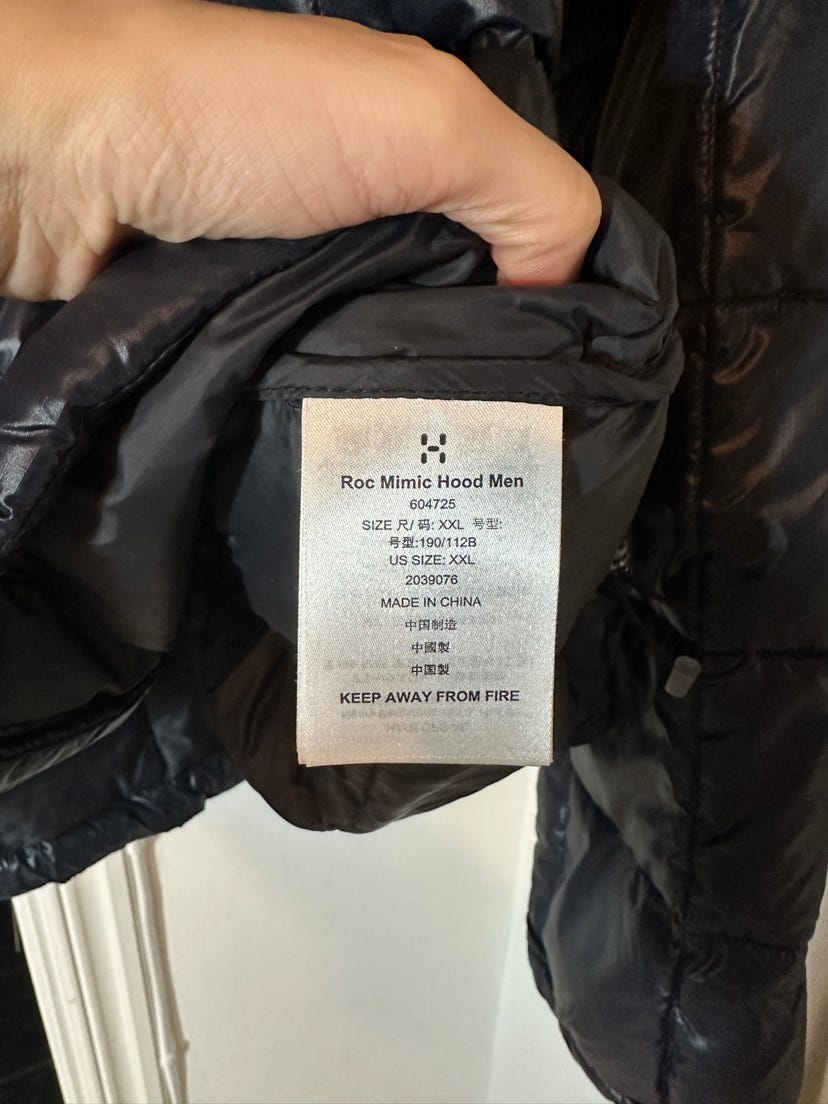 Roc Mimic Hood Men
604725
SIZE 尺/ 码: XXL 号型:
号型:190/112B
US SIZE: XXL
2039076
MADE IN CHINA
中国制造
中國製
中国製
KEEP AWAY FROM FIRE